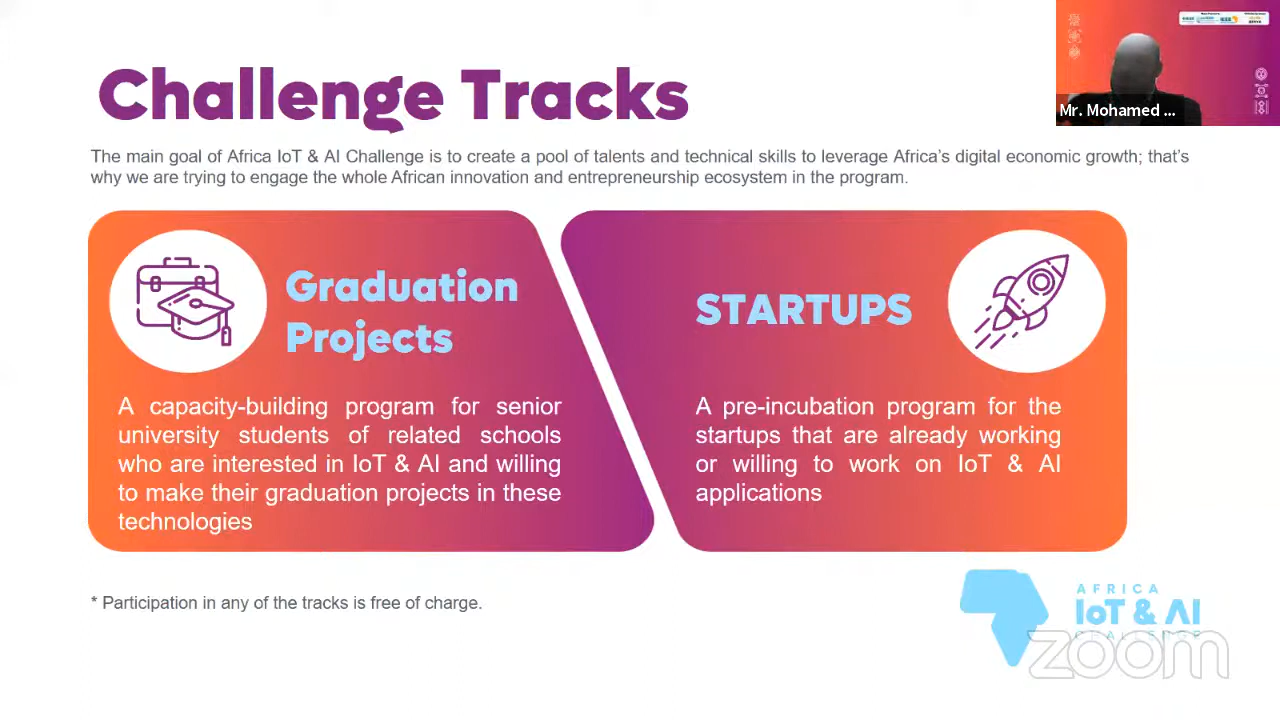 Challenge Tracks
Mr. Mohamed ...
The main goal of Africa IoT & AI Challenge is to create a pool of talents and technical skills to leverage Africa's digital economic growth; that's
why we are trying to engage the whole African innovation and entrepreneurship ecosystem in the program.
Graduation
Projects
A capacity-building program for senior
university students of related schools
who are interested in IoT & AI and willing
to make their graduation projects in these
technologies
STARTUPS
A pre-incubation program for the
startups that are already working
or willing to work on IoT & AI
applications
* Participation in any of the tracks is free of charge.
AFRICA
IoT & AI
CHALLENGE
zoom